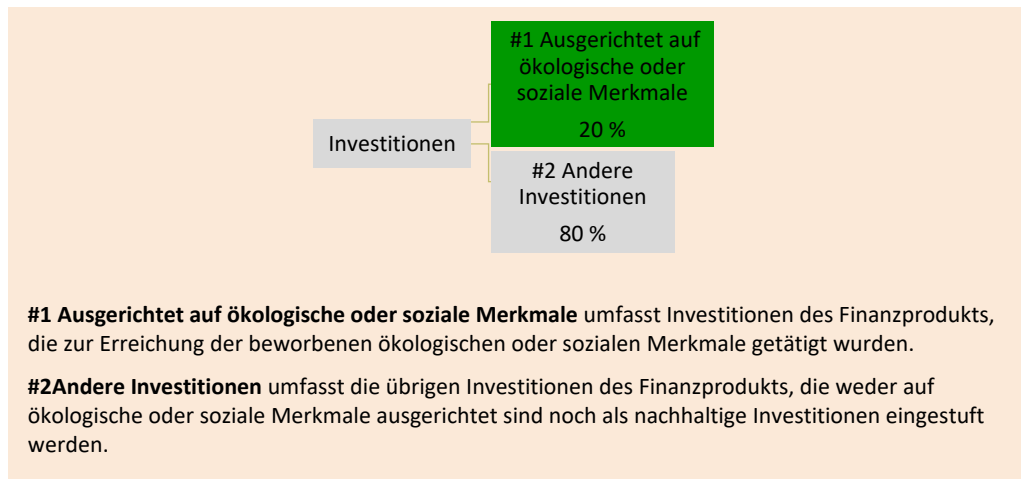 #1 Ausgerichtet auf
ökologische oder
soziale Merkmale
20 %
Investitionen
#2 Andere
Investitionen
80 %
#1 Ausgerichtet auf ökologische oder soziale Merkmale umfasst Investitionen des Finanzprodukts,
die zur Erreichung der beworbenen ökologischen oder sozialen Merkmale getätigt wurden.
#2Andere Investitionen umfasst die übrigen Investitionen des Finanzprodukts, die weder auf
ökologische oder soziale Merkmale ausgerichtet sind noch als nachhaltige Investitionen eingestuft
werden.